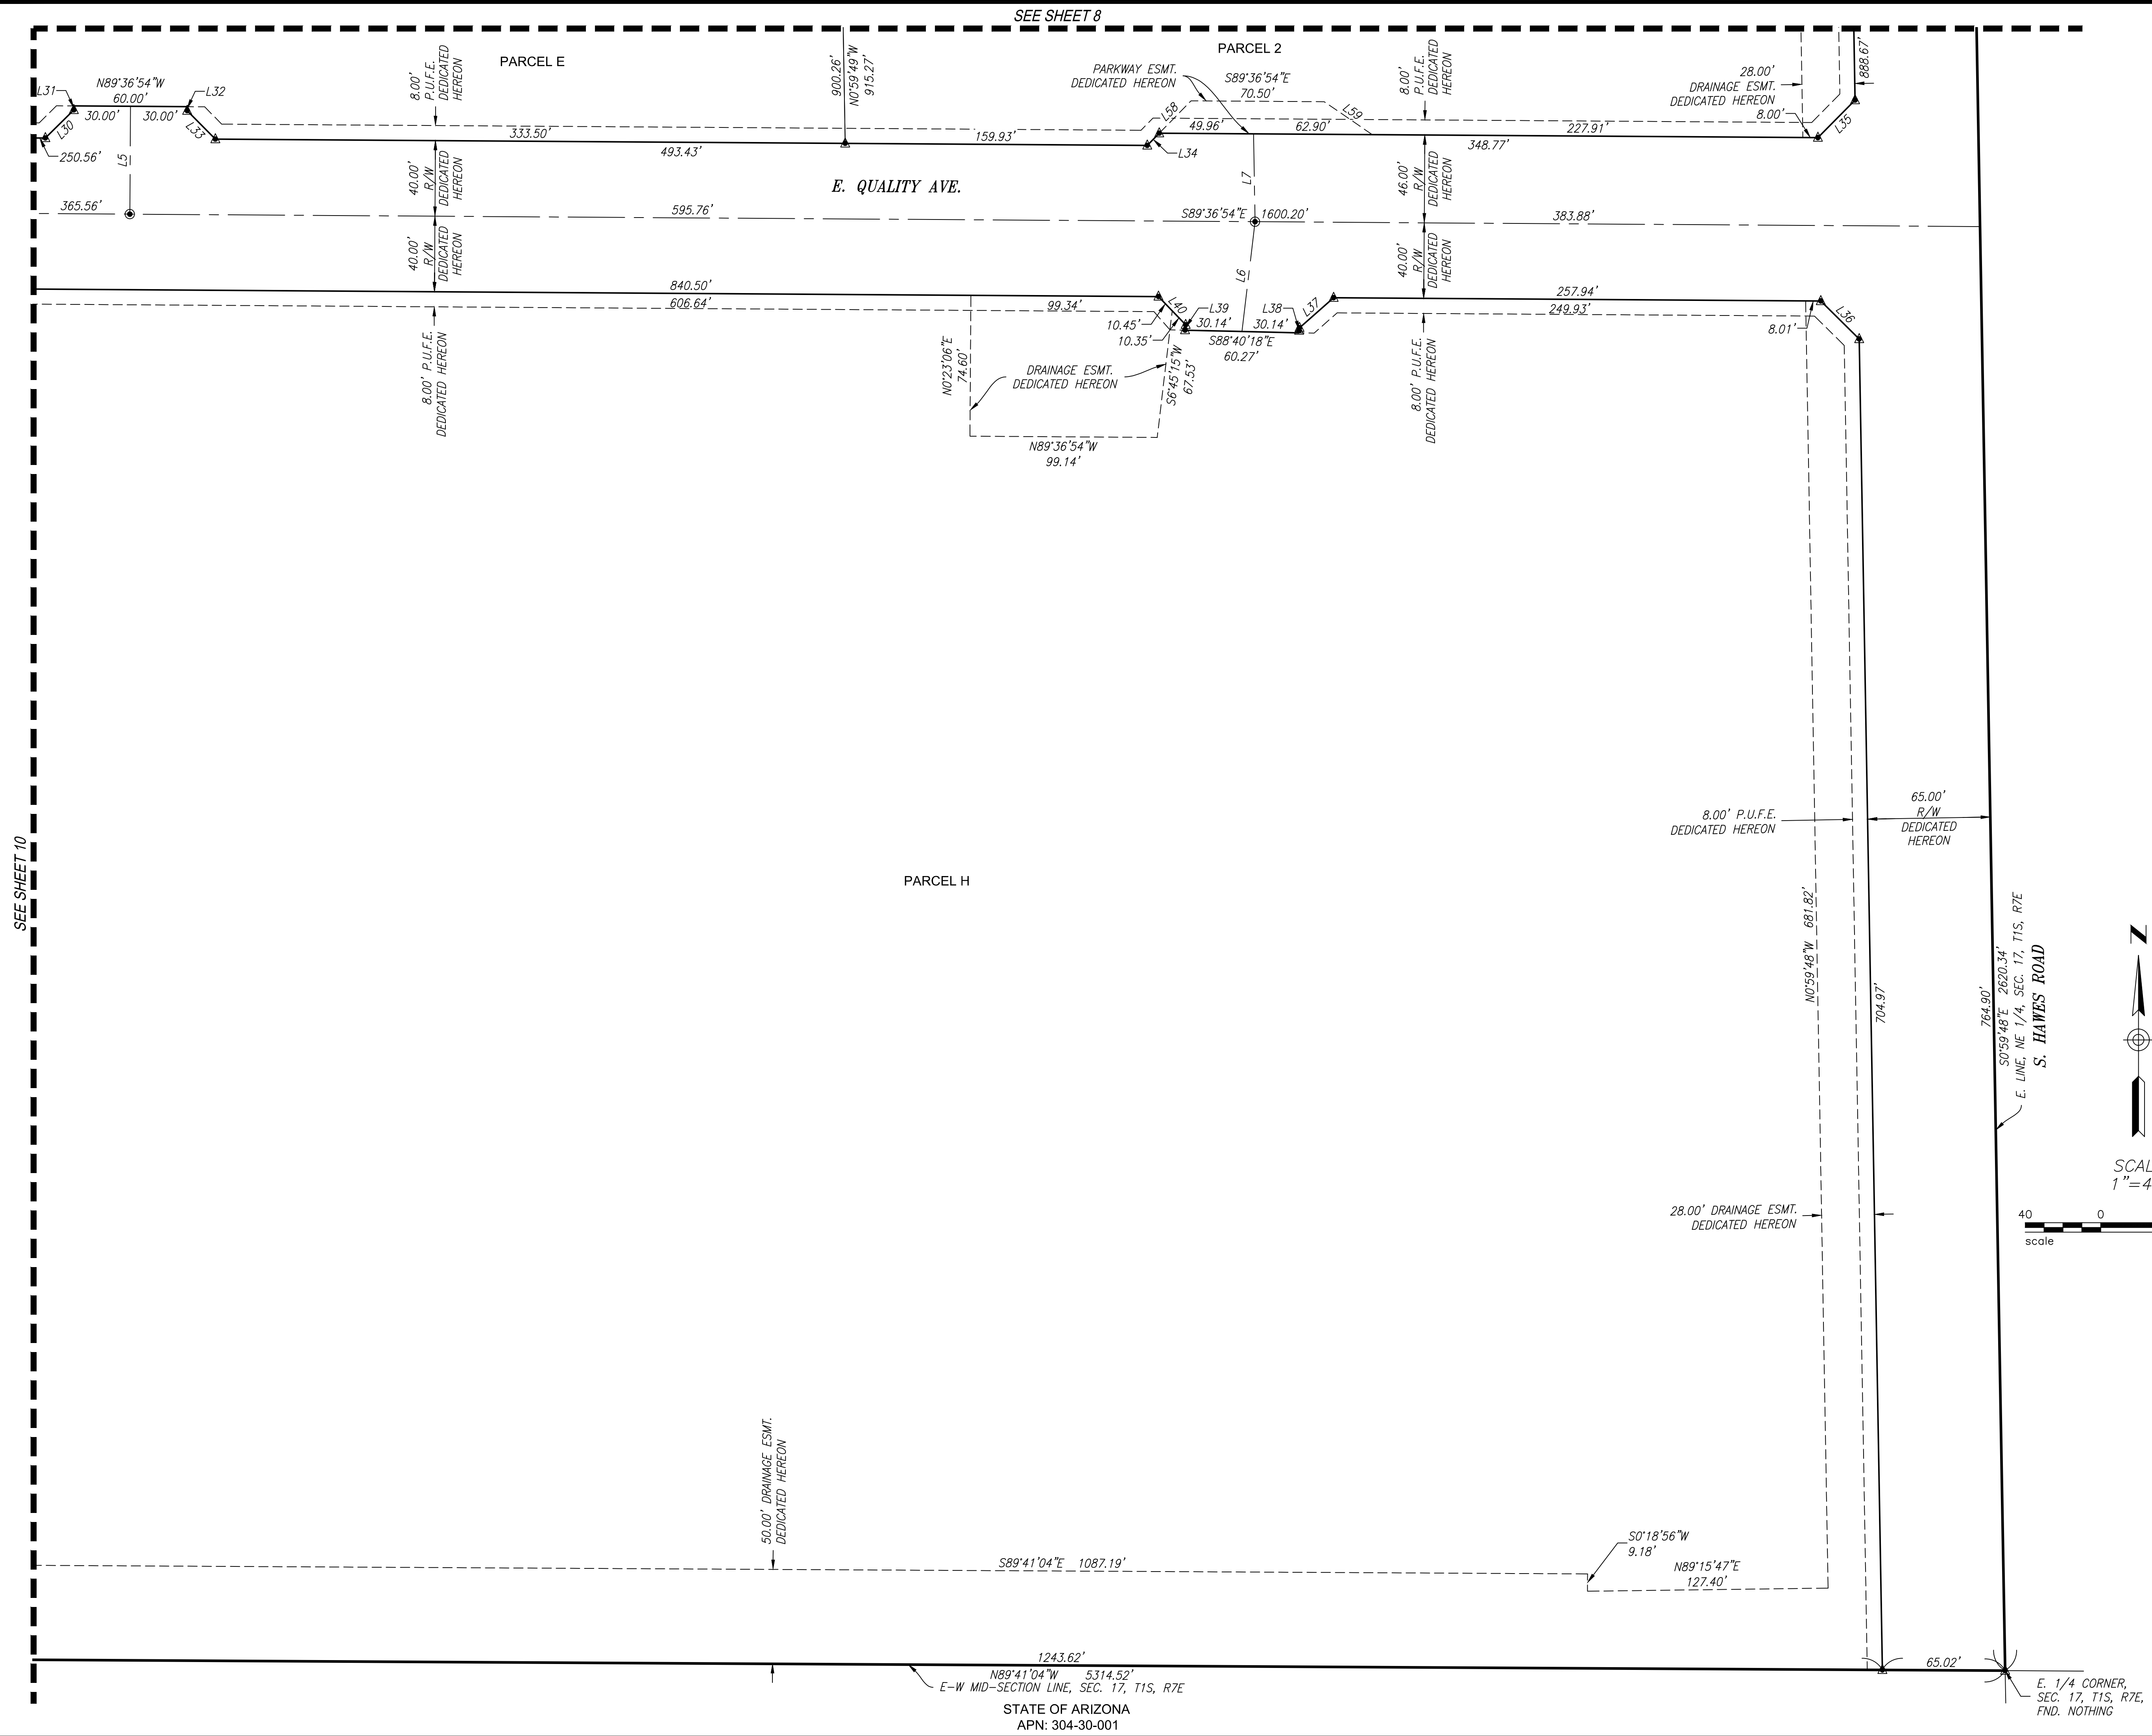 SEE SHEET 8
PARCEL E
PARCEL 2
N89°36'54"W
60.00'
30.00'
30.00'
L31
L32
L30
L33
250.56'
L5
8.00'
P.U.F.E.
DEDICATED
HEREON
900.26'
N0°59'49"W
915.27'
PARKWAY ESMT.
DEDICATED HEREON
S89°36'54"E
70.50'
L58
L59
8.00'
P.U.F.E.
DEDICATED
HEREON
28.00'
DRAINAGE ESMT.
DEDICATED HEREON
8.00'
888.67'
L35
333.50'
493.43'
159.93'
L34
49.96'
62.90'
227.91'
348.77'
40.00'
R/W
DEDICATED
HEREON
E. QUALITY AVE.
L7
46.00'
R/W
DEDICATED
HEREON
365.56'
595.76'
S89°36'54"E
1600.20'
383.88'
40.00'
R/W
DEDICATED
HEREON
L6
40.00'
R/W
DEDICATED
HEREON
840.50'
606.64'
99.34'
L40
L39
10.45'
10.35'
30.14'
30.14'
L38
L37
S88°40'18"E
60.27'
257.94'
249.93'
8.01'
L36
8.00' P.U.F.E.
DEDICATED HEREON
N0°23'06"E
74.60'
DRAINAGE ESMT.
DEDICATED HEREON
S6°45'15"W
67.53'
N89°36'54"W
99.14'
8.00' P.U.F.E.
DEDICATED HEREON
SEE SHEET 10
PARCEL H
8.00' P.U.F.E.
DEDICATED HEREON
65.00'
R/W
DEDICATED
HEREON
N0°59'48"W 681.82'
704.97'
764.90'
S0°59'48"E 2620.34'
E. LINE, NE 1/4, SEC. 17, T1S, R7E
S. HAWES ROAD
N
SCAL
1"=4
40
0
scale
28.00' DRAINAGE ESMT.
DEDICATED HEREON
50.00' DRAINAGE ESMT.
DEDICATED HEREON
S89°41'04"E 1087.19'
S0°18'56"W
9.18'
N89°15'47"E
127.40'
1243.62'
N89°41'04"W 5314.52'
E-W MID-SECTION LINE, SEC. 17, T1S, R7E
65.02'
E. 1/4 CORNER,
SEC. 17, T1S, R7E,
FND. NOTHING
STATE OF ARIZONA
APN: 304-30-001